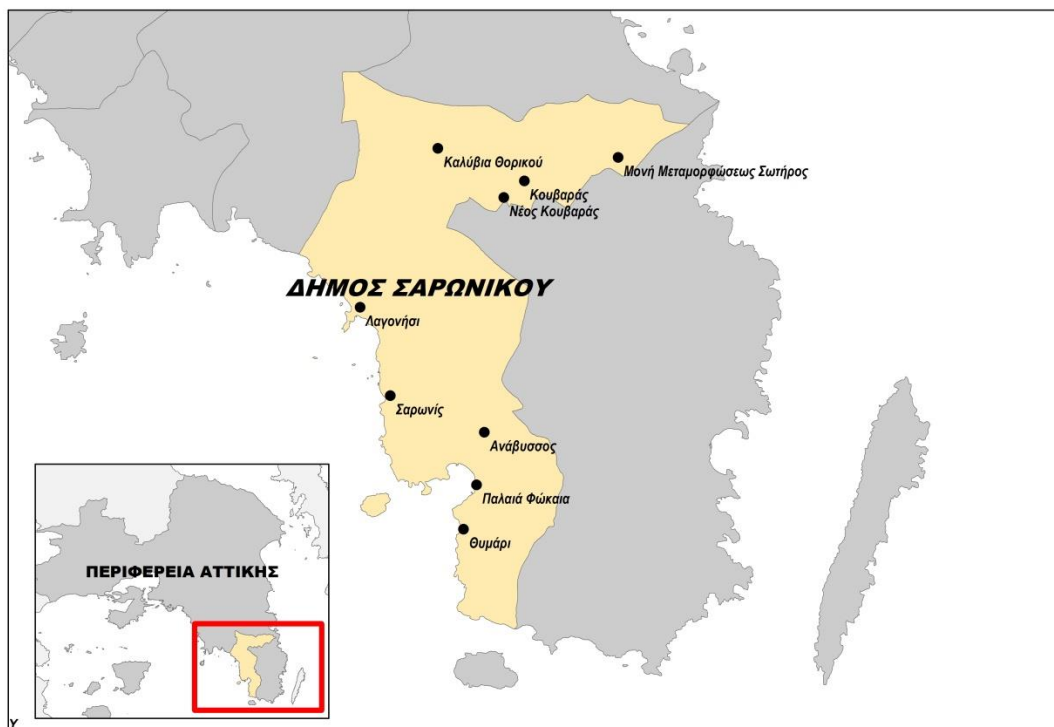 Καλύβια Θορικού
Μονή Μεταμορφώσεως Σωτήρος
Κουβαράς
Νέος Κουβαράς
ΔΗΜΟΣ ΣΑΡΩΝΙΚΟΥ
Λαγονήσι
Σαρωνίς
Ανάβυσσος
Παλαιά Φώκαια
Θυμάρι
ΠΕΡΙΦΕΡΕΙΑ ΑΤΤΙΚΗΣ
Υ